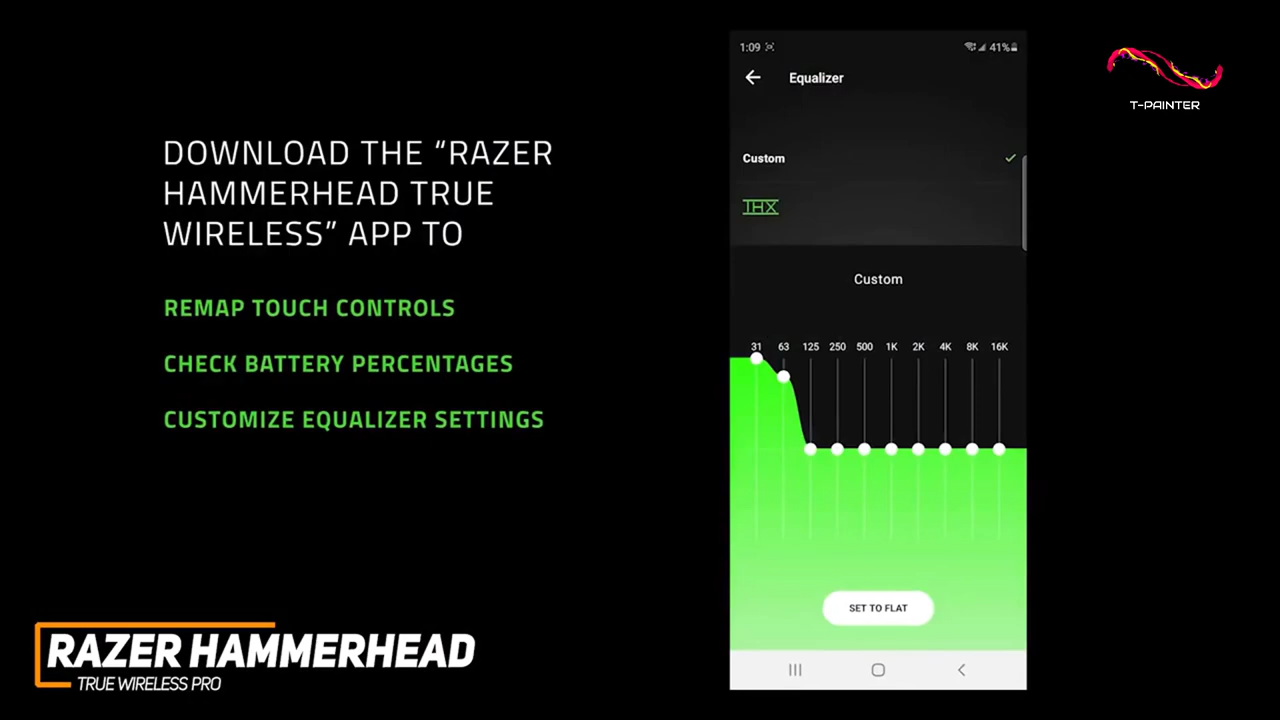 1:09
41%
Equalizer
T-PAINTER
DOWNLOAD THE “RAZER
HAMMERHEAD TRUE
WIRELESS” APP TO
REMAP TOUCH CONTROLS
CHECK BATTERY PERCENTAGES
CUSTOMIZE EQUALIZER SETTINGS
Custom
THX
Custom
31 63 125 250 500 1K 2K 4K 8K 16K
SET TO FLAT
RAZER HAMMERHEAD
TRUE WIRELESS PRO